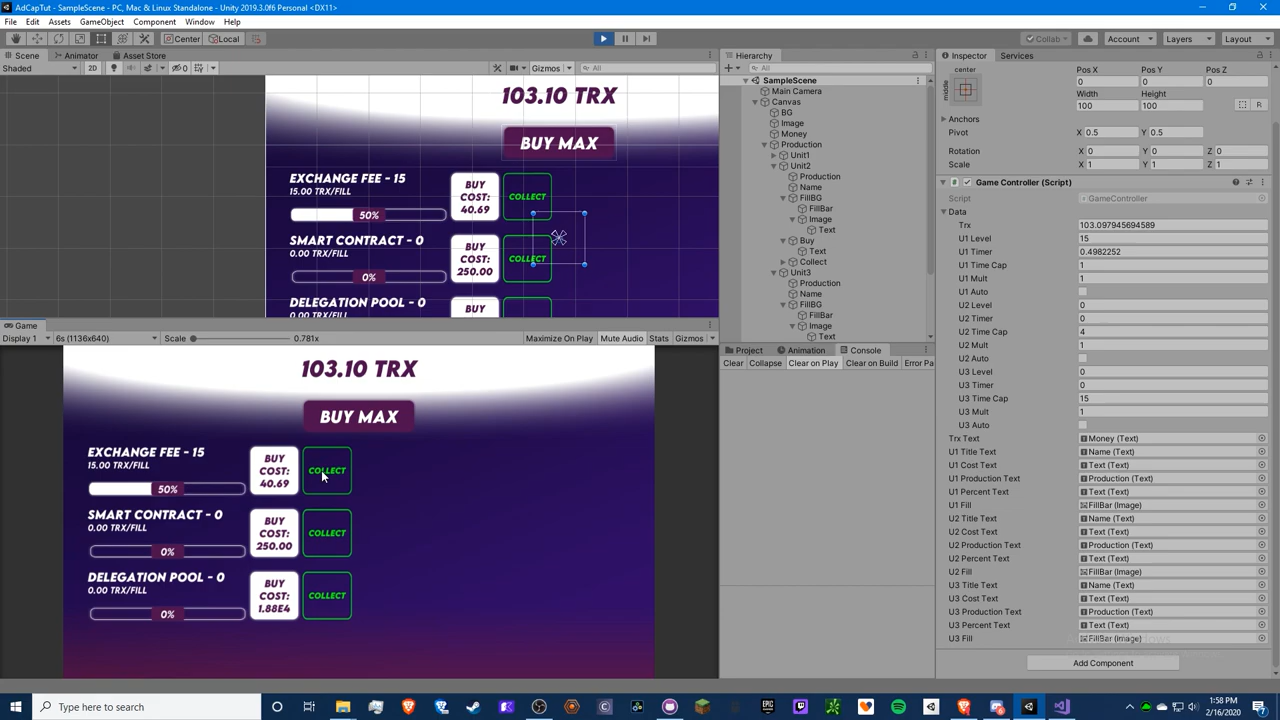 AdCapTut - SampleScene - PC, Mac & Linux Standalone - Unity 2019.3.0f6 Personal <DX11>
File Edit Assets GameObject Component Window Help
Center Local Collab Account Layers Layout
Scene Animator Asset Store
Shaded 2D 0 Gizmos All
103.10 TRX
BUY MAX
EXCHANGE FEE - 15
15.00 TRX/FILL
50%
BUY
COST:
40.69
COLLECT
SMART CONTRACT - 0
0.00 TRX/FILL
0%
BUY
COST:
250.00
COLLECT
DELEGATION POOL - 0
0.00 TRX/FILL
BUY
Game
Display 1 6s (1136x640) Scale 0.781x Maximize On Play Mute Audio Stats Gizmos
103.10 TRX
BUY MAX
EXCHANGE FEE - 15
15.00 TRX/FILL
50%
BUY
COST:
40.69
COLLECT
SMART CONTRACT - 0
0.00 TRX/FILL
0%
BUY
COST:
250.00
COLLECT
DELEGATION POOL - 0
0.00 TRX/FILL
0%
BUY
COST:
1.88E4
COLLECT
Hierarchy
All
SampleScene
Main Camera
Canvas
BG
Image
Money
Production
Unit1
Unit2
Production
Name
FillBG
FillBar
Image
Text
Buy
Text
Collect
Unit3
Production
Name
FillBG
FillBar
Image
Text
Project Animation Console
Clear Collapse Clear on Play Clear on Build Error Pa
Inspector Services
center
middle
Pos X Pos Y Pos Z
0 0 0
Width Height
100 100
R
Anchors
Pivot X 0.5 Y 0.5
Rotation X 0 Y 0 Z 0
Scale X 1 Y 1 Z 1
Game Controller (Script)
Script GameController
Data
Trx 103.097945694589
U1 Level 15
U1 Timer 0.4982252
U1 Time Cap 1
U1 Mult 1
U1 Auto
U2 Level 0
U2 Timer 0
U2 Time Cap 4
U2 Mult 1
U2 Auto
U3 Level 0
U3 Timer 0
U3 Time Cap 15
U3 Mult 1
U3 Auto
Trx Text Money (Text)
U1 Title Text Name (Text)
U1 Cost Text Text (Text)
U1 Production Text Production (Text)
U1 Percent Text Text (Text)
U1 Fill FillBar (Image)
U2 Title Text Name (Text)
U2 Cost Text Text (Text)
U2 Production Text Production (Text)
U2 Percent Text Text (Text)
U2 Fill FillBar (Image)
U3 Title Text Name (Text)
U3 Cost Text Text (Text)
U3 Production Text Production (Text)
U3 Percent Text Text (Text)
U3 Fill FillBar (Image)
Add Component
Type here to search
1:58 PM
2/16/2020